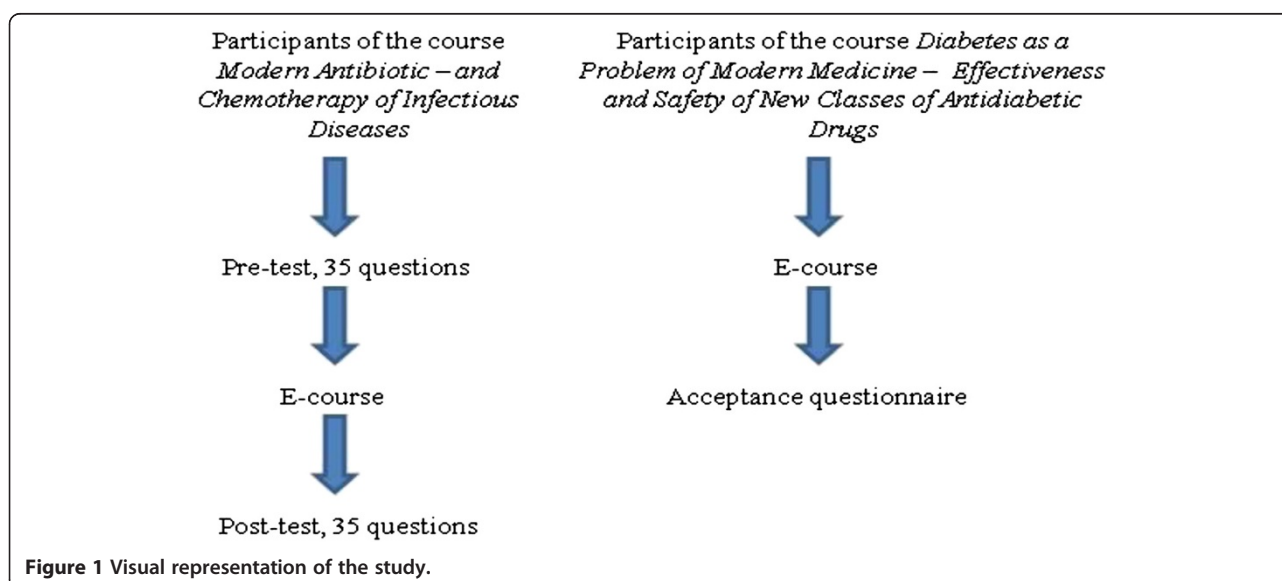 Participants of the course
Modern Antibiotic – and
Chemotherapy of Infectious
Diseases
Pre-test, 35 questions
E-course
Post-test, 35 questions
Participants of the course Diabetes as a
Problem of Modern Medicine – Effectiveness
and Safety of New Classes of Antidiabetic
Drugs
E-course
Acceptance questionnaire
Figure 1 Visual representation of the study.